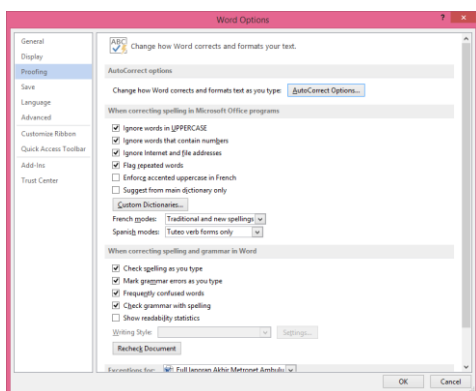 Word Options
?
General
Display
Proofing
Save
Language
Advanced
Customize Ribbon
Quick Access Toolbar
Add-Ins
Trust Center
ABC
Change how Word corrects and formats your text.
AutoCorrect options
Change how Word corrects and formats text as you type:
AutoCorrect Options...
When correcting spelling in Microsoft Office programs
Ignore words in UPPERCASE
Ignore words that contain numbers
Ignore Internet and file addresses
Flag repeated words
Enforce accented uppercase in French
Suggest from main dictionary only
Custom Dictionaries...
French modes: Traditional and new spellings
Spanish modes: Tuteo verb forms only
When correcting spelling and grammar in Word
Check spelling as you type
Mark grammar errors as you type
Frequently confused words
Check grammar with spelling
Show readability statistics
Writing Style:
Settings...
Recheck Document
Exceptions for: Full laporan Akhir Metropet Ambulu
OK Cancel